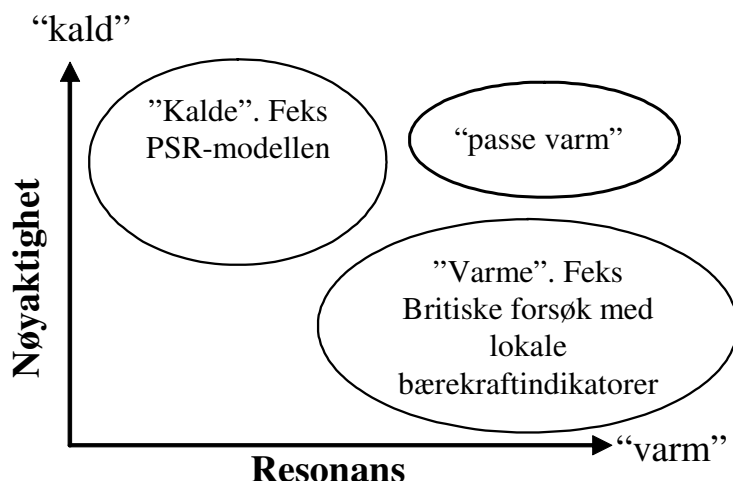 “kald”
”Kalde”. Feks
PSR-modellen
“passe varm”
Nøyaktighet
”Varme”. Feks
Britiske forsøk med
lokale
bærekraftindikatorer
“varm”
Resonans